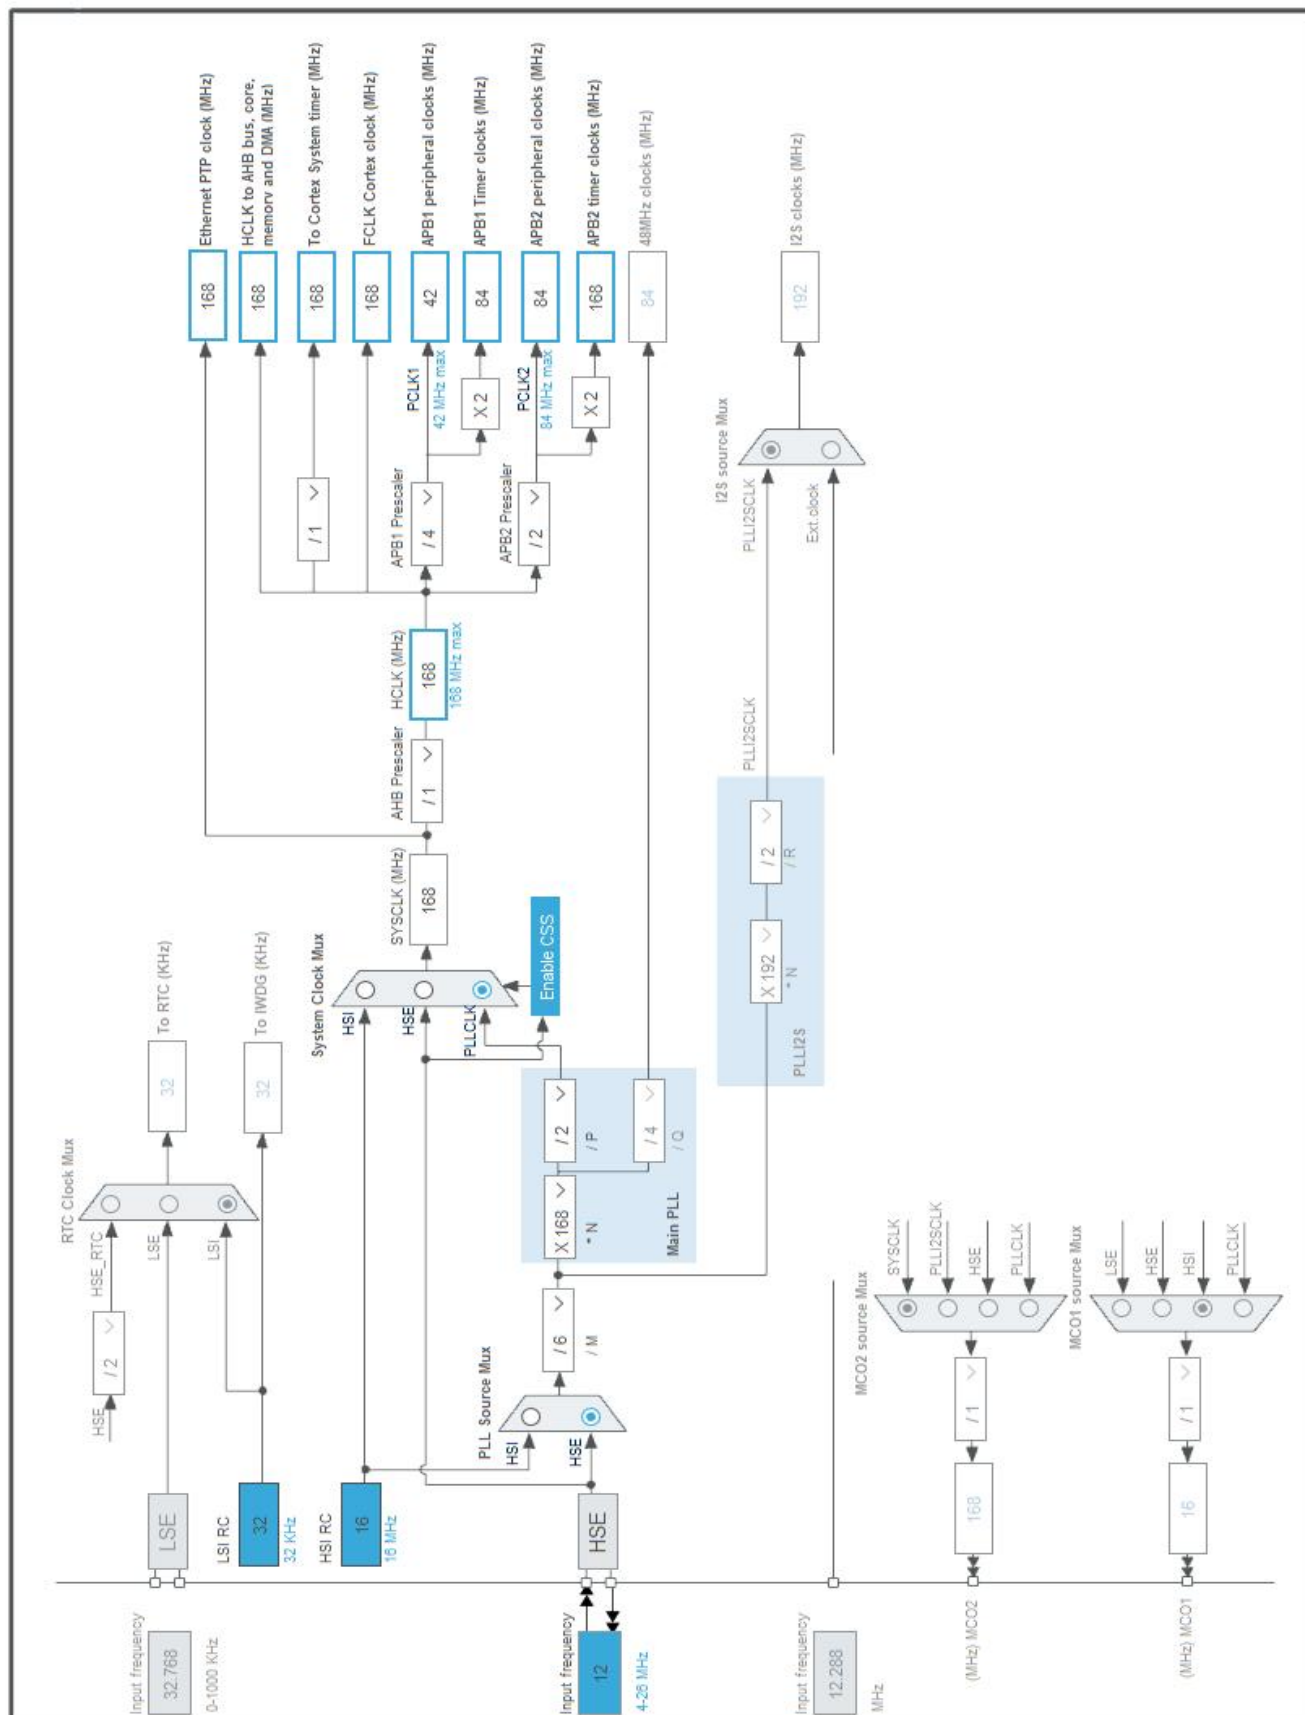 Input frequency
32.768
0-1000 KHz
LSE
HSE
/ 2
HSE_RTC
RTC Clock Mux
LSE
LSI
32
To RTC (KHz)
LSI RC
32
32 KHz
32
To IWDG (KHz)
HSI RC
16
16 MHz
System Clock Mux
HSI
HSE
PLLCLK
Enable CSS
SYSCLK (MHz)
168
AHB Prescaler
/ 1
HCLK (MHz)
168
168 MHz max
168
Ethernet PTP clock (MHz)
168
HCLK to AHB bus, core,
memory and DMA (MHz)
/ 1
168
To Cortex System timer (MHz)
168
FCLK Cortex clock (MHz)
APB1 Prescaler
/ 4
PCLK1
42 MHz max
42
APB1 peripheral clocks (MHz)
X 2
84
APB1 Timer clocks (MHz)
APB2 Prescaler
/ 2
PCLK2
84 MHz max
84
APB2 peripheral clocks (MHz)
X 2
168
APB2 timer clocks (MHz)
84
48MHz clocks (MHz)
Input frequency
12
4-26 MHz
HSE
PLL Source Mux
HSI
HSE
/ 6
/ M
X 168
* N
/ 2
/ P
/ 4
/ Q
Main PLL
X 192
* N
/ 2
/ R
PLLI2S
PLLI2SCLK
PLLI2SCLK
I2S source Mux
Ext.clock
192
I2S clocks (MHz)
Input frequency
12.288
MHz
MCO2 source Mux
SYSCLK
PLLI2SCLK
HSE
PLLCLK
/ 1
168
(MHz) MCO2
MCO1 source Mux
LSE
HSE
HSI
PLLCLK
/ 1
16
(MHz) MCO1